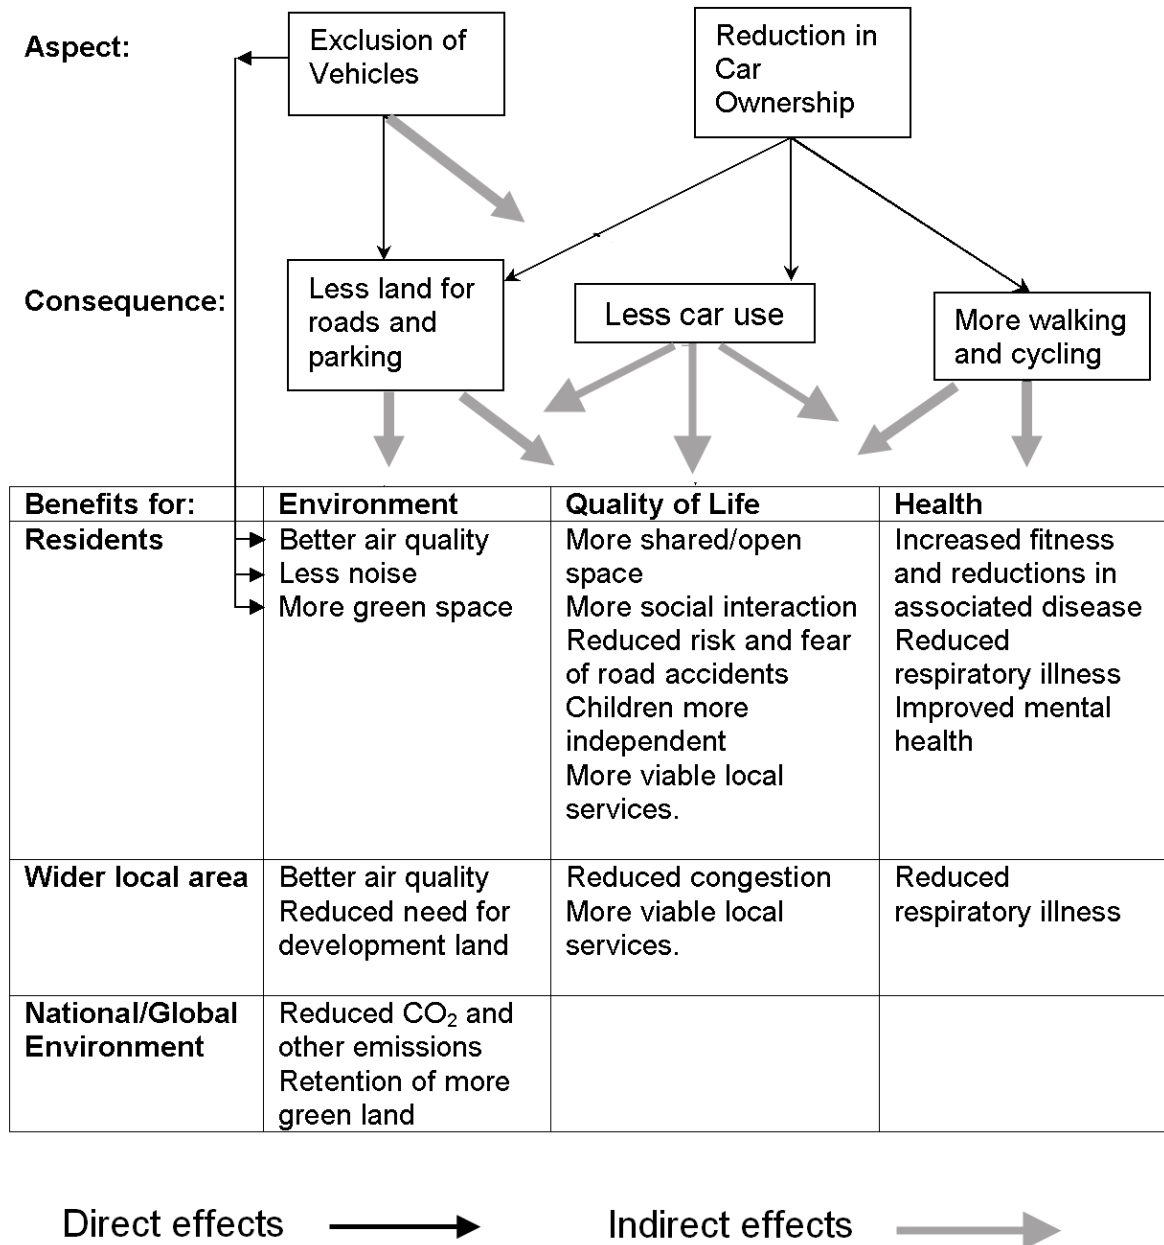 Aspect:
Exclusion of
Vehicles
Reduction in
Car
Ownership
Consequence:
Less land for
roads and
parking
Less car use
More walking
and cycling
Benefits for:
Environment
Quality of Life
Health
Residents
Better air quality
Less noise
More green space
More shared/open
space
More social interaction
Reduced risk and fear
of road accidents
Children more
independent
More viable local
services.
Increased fitness
and reductions in
associated disease
Reduced
respiratory illness
Improved mental
health
Wider local area
Better air quality
Reduced need for
development land
Reduced congestion
More viable local
services.
Reduced
respiratory illness
National/Global
Environment
Reduced CO₂ and
other emissions
Retention of more
green land
Direct effects
Indirect effects